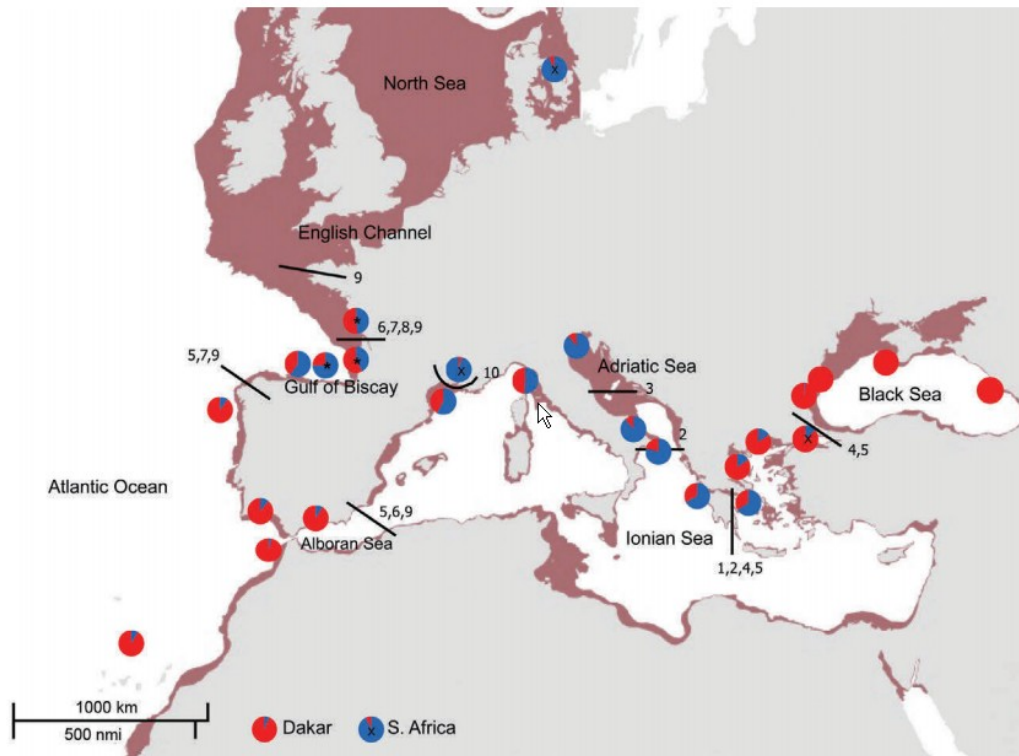 North Sea
x
English Channel
9
*
6,7,8,9
5,7,9
*
*
Gulf of Biscay
x
10
Adriatic Sea
3
Black Sea
2
x
4,5
Atlantic Ocean
5,6,9
Alboran Sea
Ionian Sea
1,2,4,5
1000 km
500 nmi
Dakar
x
S. Africa